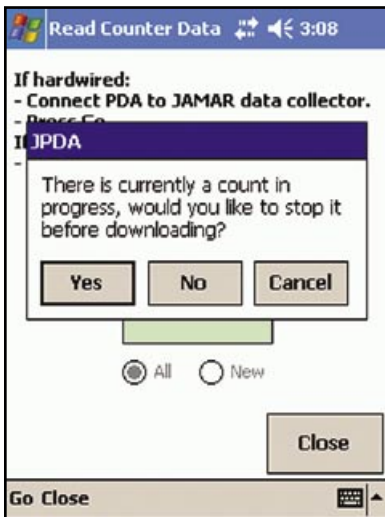 Read Counter Data 3:08
If hardwired:
- Connect PDA to JAMAR data collector.
JPDA
There is currently a count in
progress, would you like to stop it
before downloading?
Yes No Cancel
All New
Close
Go Close